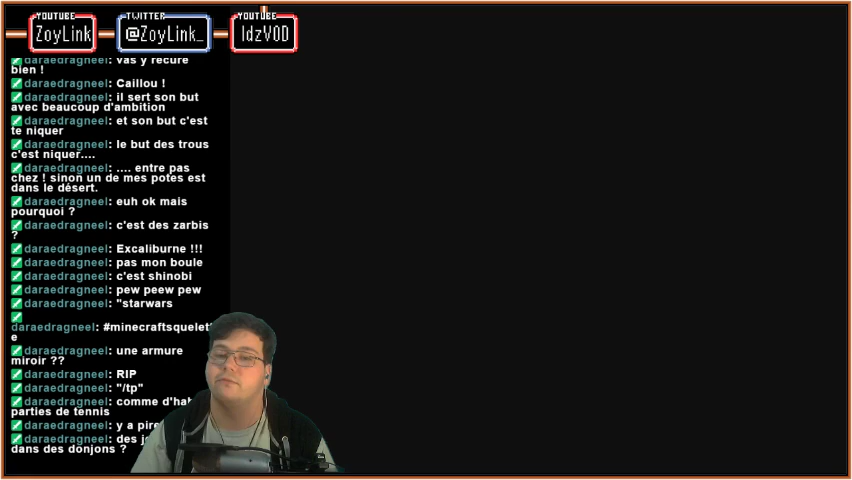 YOUTUBE
ZoyLink
TWITTER
@ZoyLink_
YOUTUBE
IdzVOD
daraedragneel: vas y récure
bien !
daraedragneel: Caillou !
daraedragneel: il sert son but
avec beaucoup d'ambition
daraedragneel: et son but c'est
te niquer
daraedragneel: le but des trous
c'est niquer....
daraedragneel: .... entre pas
chez ! sinon un de mes potes est
dans le désert.
daraedragneel: euh ok mais
pourquoi ?
daraedragneel: c'est des zarbis
?
daraedragneel: Excaliburne !!!
daraedragneel: pas mon boule
daraedragneel: c'est shinobi
daraedragneel: pew peew pew
daraedragneel: "starwars
daraedragneel: #minecraftsquelett
e
daraedragneel: une armure
miroir ??
daraedragneel: RIP
daraedragneel: "/tp"
daraedragneel: comme d'hab
parties de tennis
daraedragneel: y a pire
daraedragneel: des
dans des donjons ?